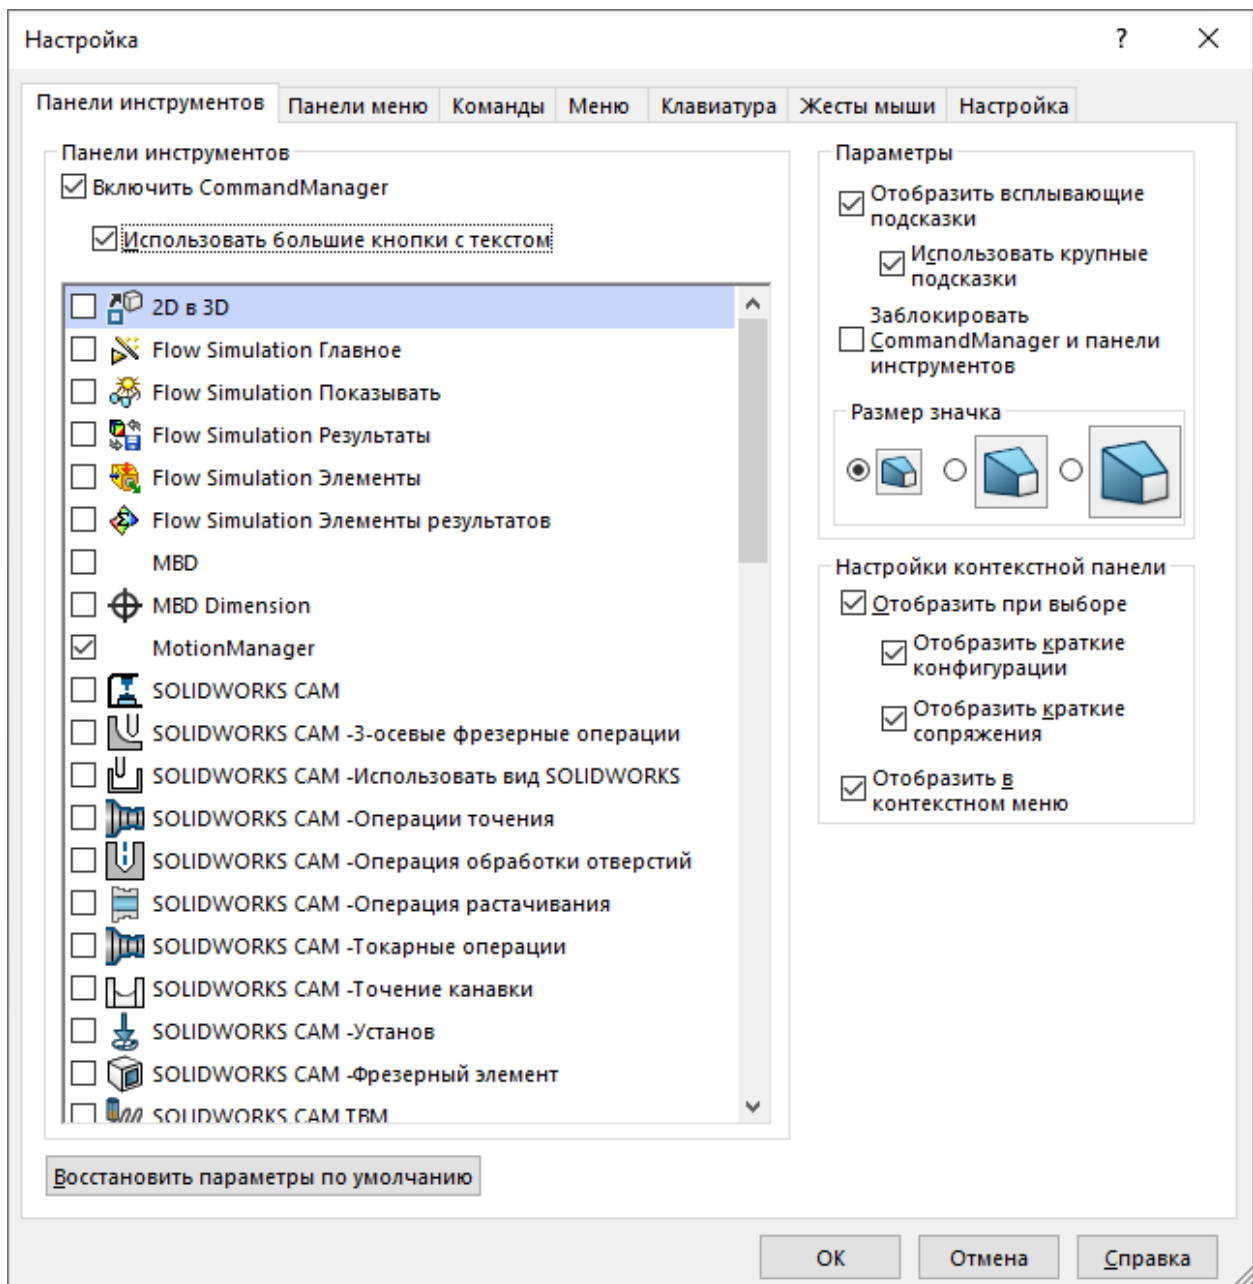 Настройка
?
Панели инструментов Панели меню Команды Меню Клавиатура Жесты мыши Настройка
Панели инструментов
Включить CommandManager
Использовать большие кнопки с текстом
2D в 3D
Flow Simulation Главное
Flow Simulation Показывать
Flow Simulation Результаты
Flow Simulation Элементы
Flow Simulation Элементы результатов
MBD
MBD Dimension
MotionManager
SOLIDWORKS CAM
SOLIDWORKS CAM -3-осевые фрезерные операции
SOLIDWORKS CAM -Использовать вид SOLIDWORKS
SOLIDWORKS CAM -Операции точения
SOLIDWORKS CAM -Операция обработки отверстий
SOLIDWORKS CAM -Операция растачивания
SOLIDWORKS CAM -Токарные операции
SOLIDWORKS CAM -Точение канавки
SOLIDWORKS CAM -Установ
SOLIDWORKS CAM -Фрезерный элемент
SOLIDWORKS CAM TBM
Восстановить параметры по умолчанию
Параметры
Отобразить всплывающие
подсказки
Использовать крупные
подсказки
Заблокировать
CommandManager и панели
инструментов
Размер значка
Настройки контекстной панели
Отобразить при выборе
Отобразить краткие
конфигурации
Отобразить краткие
сопряжения
Отобразить в
контекстном меню
OK Отмена Справка